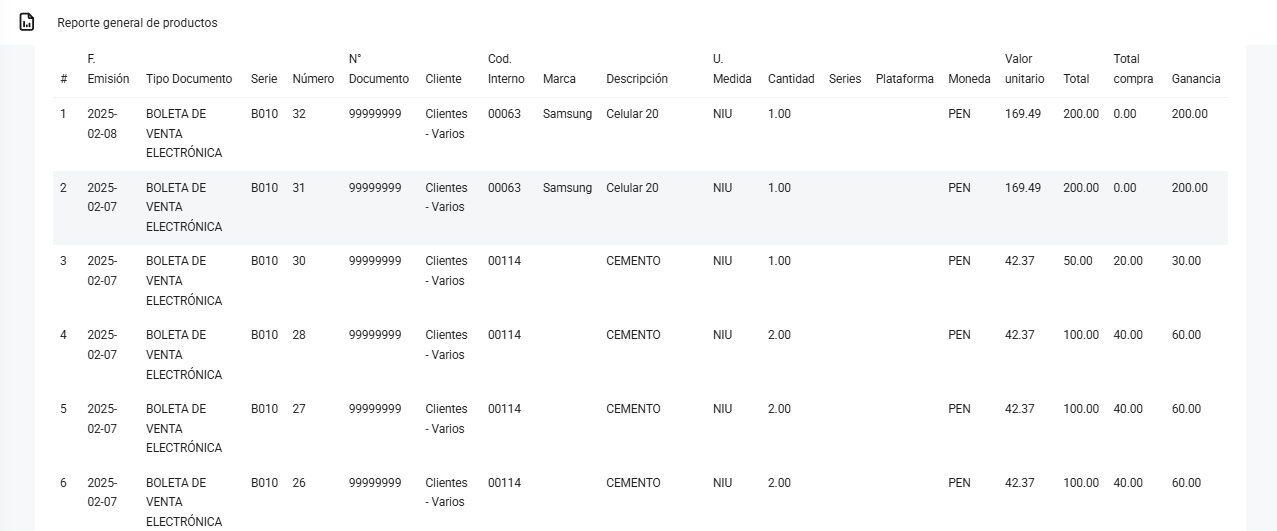 Reporte general de productos
# F. Emisión Tipo Documento Serie Número N° Documento Cliente Cod. Interno Marca Descripción U. Medida Cantidad Series Plataforma Moneda Valor unitario Total Total compra Ganancia
1 2025-02-08 BOLETA DE VENTA ELECTRÓNICA B010 32 99999999 Clientes - Varios 00063 Samsung Celular 20 NIU 1.00 PEN 169.49 200.00 0.00 200.00
2 2025-02-07 BOLETA DE VENTA ELECTRÓNICA B010 31 99999999 Clientes - Varios 00063 Samsung Celular 20 NIU 1.00 PEN 169.49 200.00 0.00 200.00
3 2025-02-07 BOLETA DE VENTA ELECTRÓNICA B010 30 99999999 Clientes - Varios 00114 CEMENTO NIU 1.00 PEN 42.37 50.00 20.00 30.00
4 2025-02-07 BOLETA DE VENTA ELECTRÓNICA B010 28 99999999 Clientes - Varios 00114 CEMENTO NIU 2.00 PEN 42.37 100.00 40.00 60.00
5 2025-02-07 BOLETA DE VENTA ELECTRÓNICA B010 27 99999999 Clientes - Varios 00114 CEMENTO NIU 2.00 PEN 42.37 100.00 40.00 60.00
6 2025-02-07 BOLETA DE VENTA ELECTRÓNICA B010 26 99999999 Clientes - Varios 00114 CEMENTO NIU 2.00 PEN 42.37 100.00 40.00 60.00